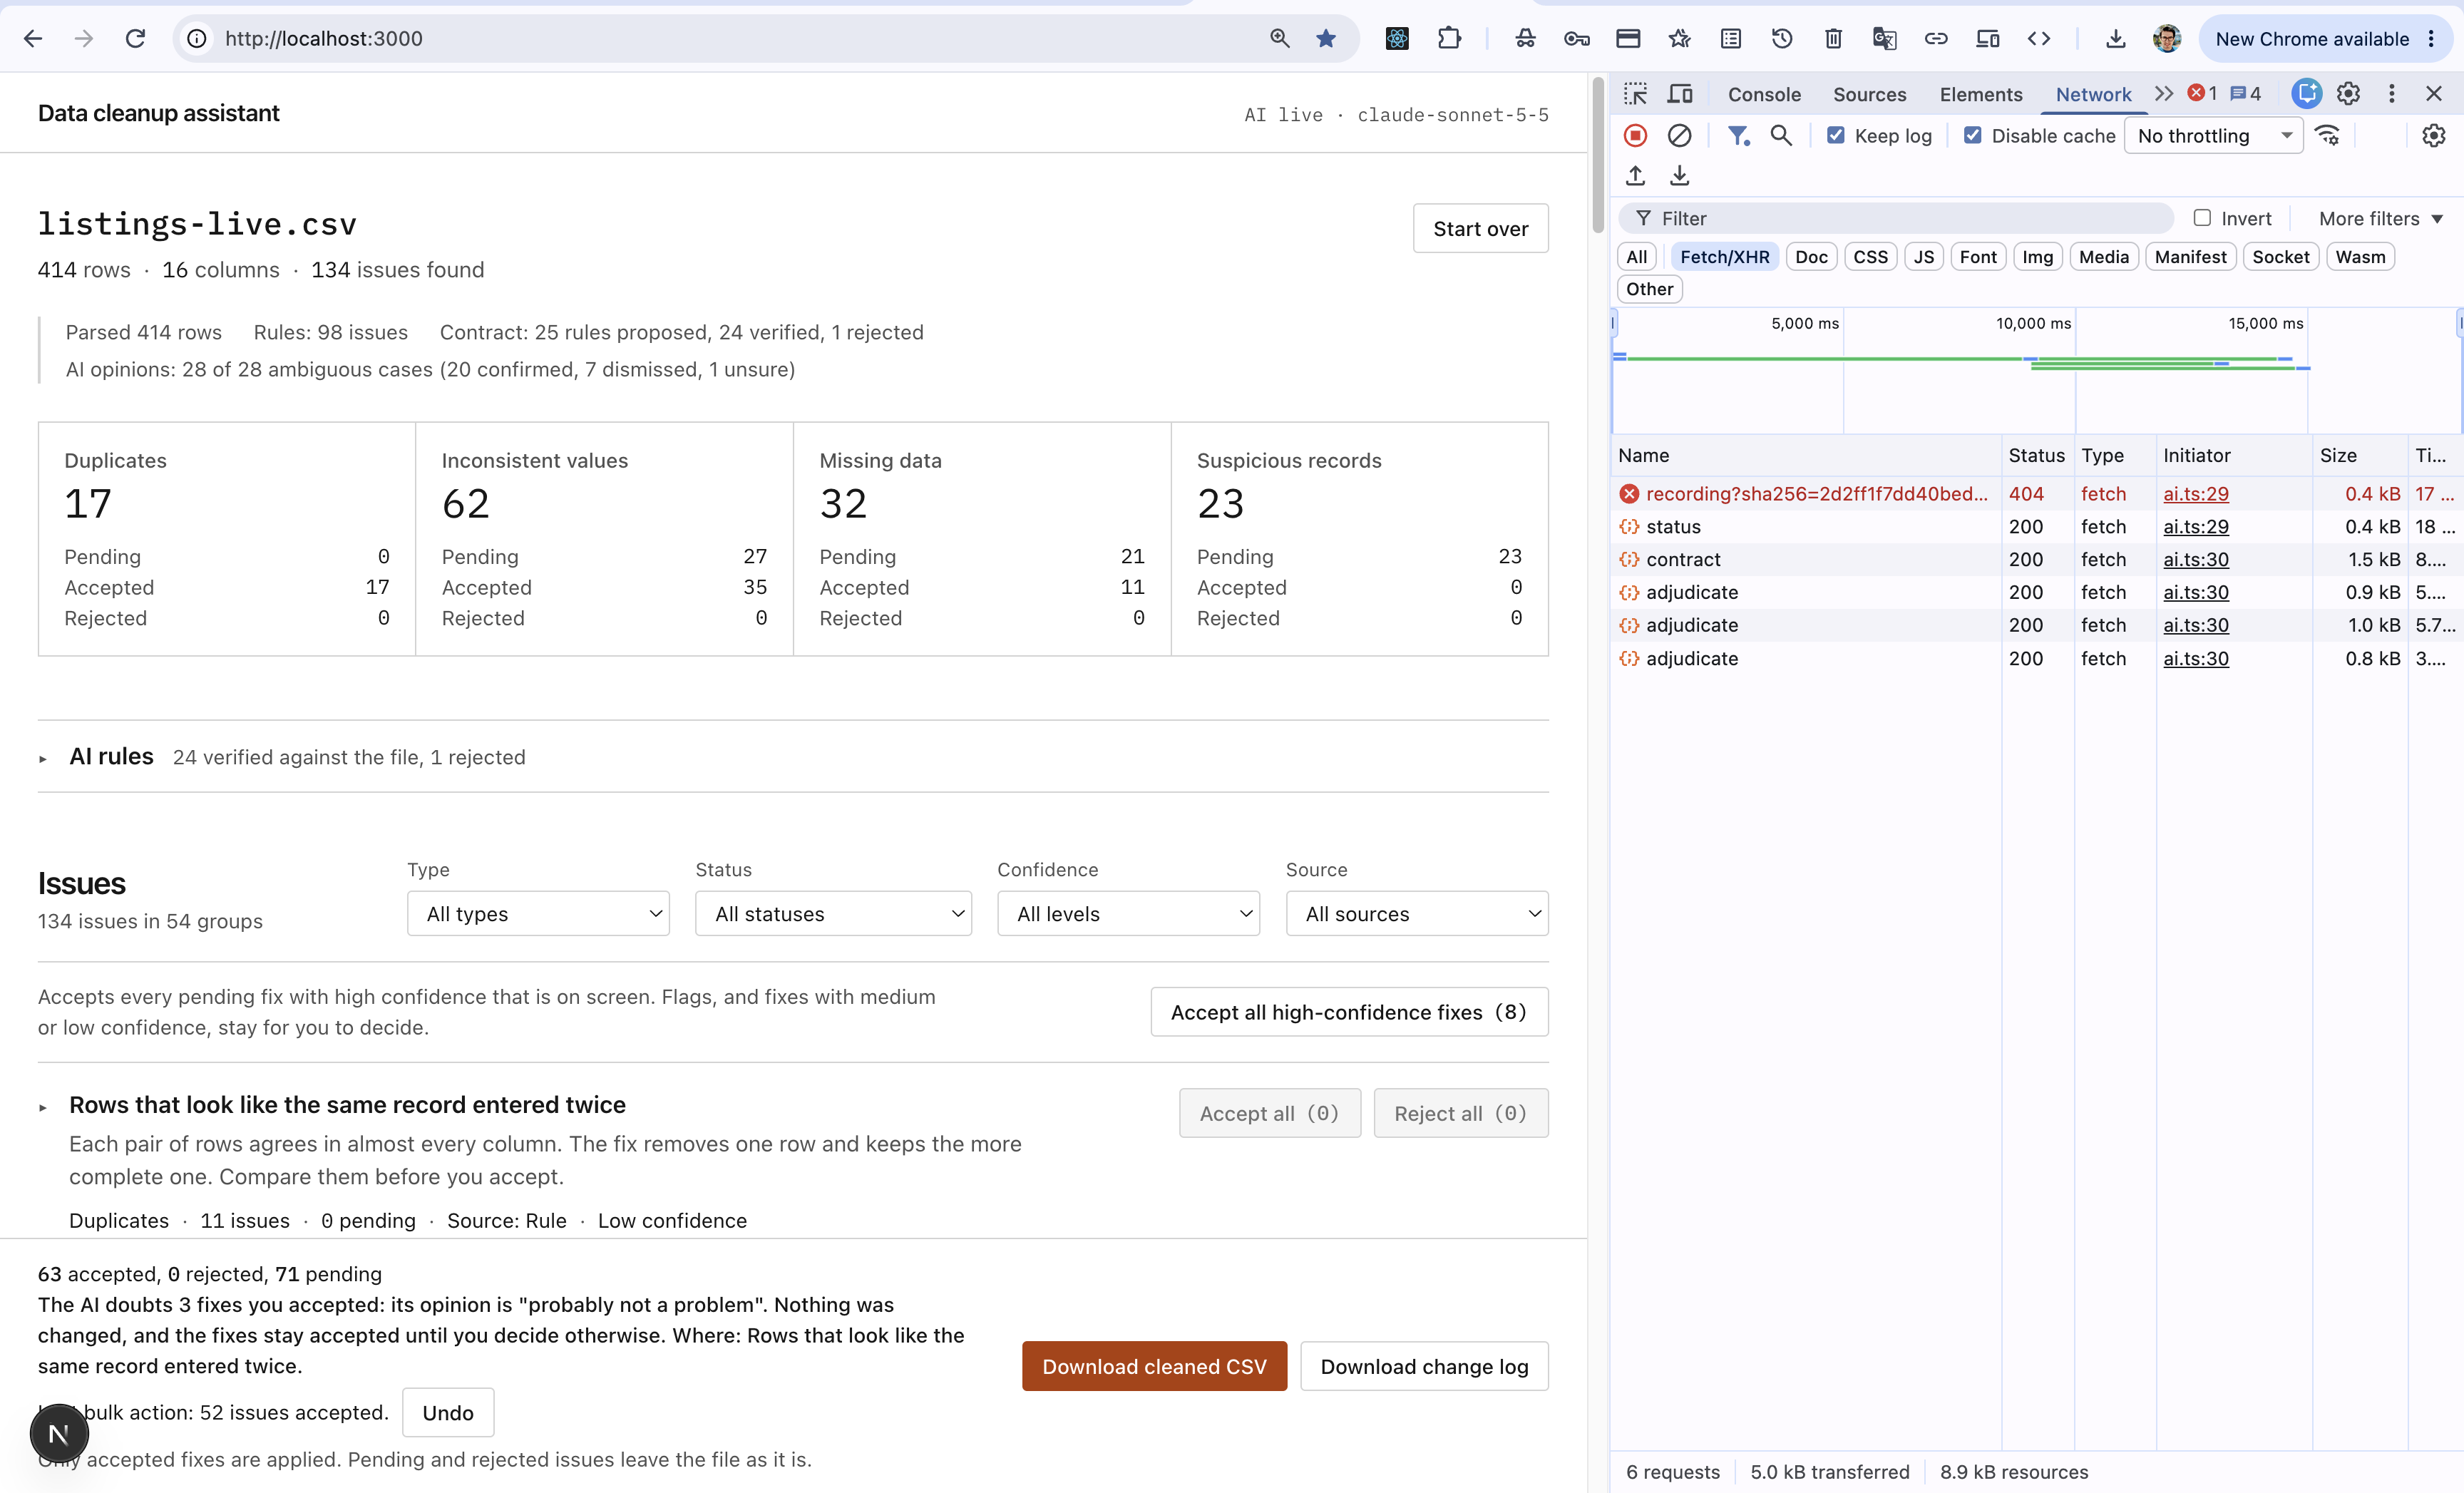 http://localhost:3000
New Chrome available
Data cleanup assistant
AI live · claude-sonnet-5-5
listings-live.csv
Start over
414 rows · 16 columns · 134 issues found
Parsed 414 rows Rules: 98 issues Contract: 25 rules proposed, 24 verified, 1 rejected
AI opinions: 28 of 28 ambiguous cases (20 confirmed, 7 dismissed, 1 unsure)
Duplicates
17
Pending 0
Accepted 17
Rejected 0
Inconsistent values
62
Pending 27
Accepted 35
Rejected 0
Missing data
32
Pending 21
Accepted 11
Rejected 0
Suspicious records
23
Pending 23
Accepted 0
Rejected 0
AI rules 24 verified against the file, 1 rejected
Issues
134 issues in 54 groups
Type
All types
Status
All statuses
Confidence
All levels
Source
All sources
Accepts every pending fix with high confidence that is on screen. Flags, and fixes with medium
or low confidence, stay for you to decide.
Accept all high-confidence fixes (8)
Rows that look like the same record entered twice
Accept all (0)
Reject all (0)
Each pair of rows agrees in almost every column. The fix removes one row and keeps the more
complete one. Compare them before you accept.
Duplicates · 11 issues · 0 pending · Source: Rule · Low confidence
63 accepted, 0 rejected, 71 pending
The AI doubts 3 fixes you accepted: its opinion is "probably not a problem". Nothing was
changed, and the fixes stay accepted until you decide otherwise. Where: Rows that look like the
same record entered twice.
Download cleaned CSV
Download change log
bulk action: 52 issues accepted.
Undo
N
accepted fixes are applied. Pending and rejected issues leave the file as it is.
Console Sources Elements Network 1 4
Keep log Disable cache No throttling
Filter Invert More filters
All Fetch/XHR Doc CSS JS Font Img Media Manifest Socket Wasm
Other
5,000 ms 10,000 ms 15,000 ms
Name Status Type Initiator Size Ti...
recording?sha256=2d2ff1f7dd40bed... 404 fetch ai.ts:29 0.4 kB 17 ...
status 200 fetch ai.ts:29 0.4 kB 18 ...
contract 200 fetch ai.ts:30 1.5 kB 8....
adjudicate 200 fetch ai.ts:30 0.9 kB 5....
adjudicate 200 fetch ai.ts:30 1.0 kB 5.7...
adjudicate 200 fetch ai.ts:30 0.8 kB 3....
6 requests 5.0 kB transferred 8.9 kB resources